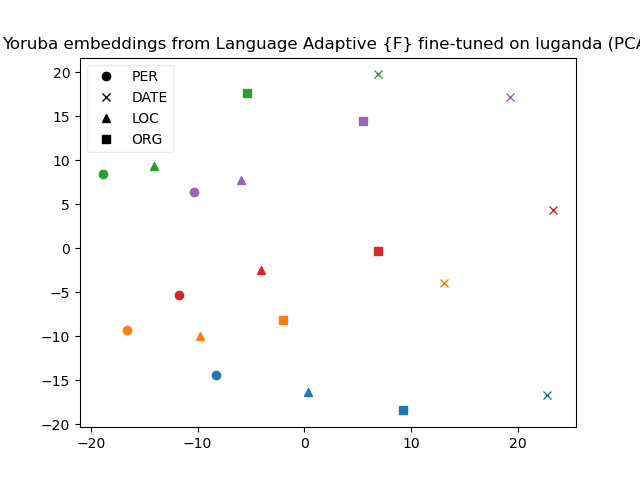 Yoruba embeddings from Language Adaptive {F} fine-tuned on luganda (PCA
PER
DATE
LOC
ORG
20
15
10
5
0
−5
−10
−15
−20
−20 −10 0 10 20